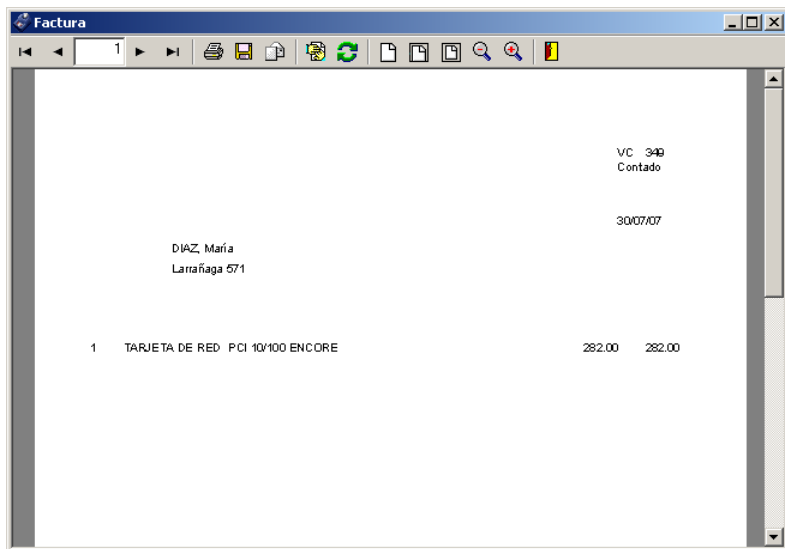 Factura
1
VC 349
Contado
30/07/07
DIAZ, María
Larrañaga 571
1 TARJETA DE RED PCI 10/100 ENCORE 282.00 282.00